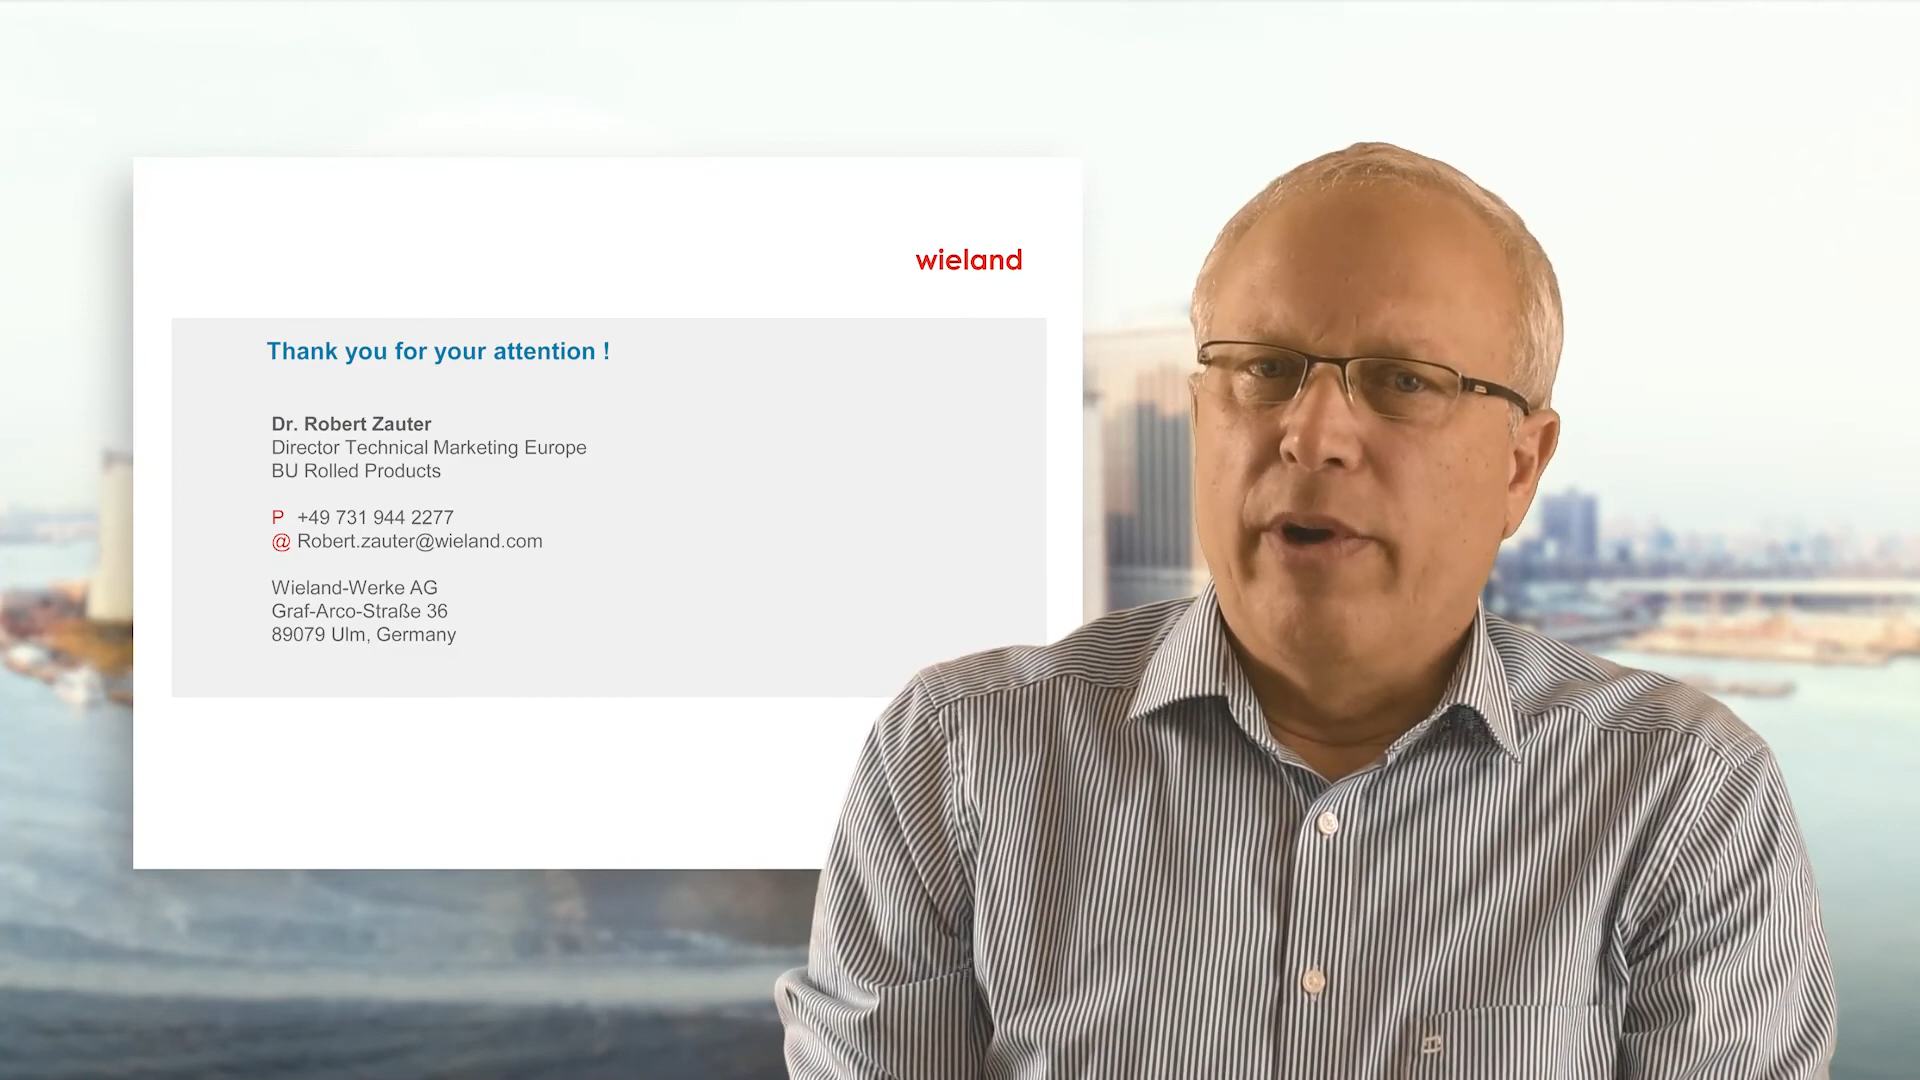 wieland
Thank you for your attention !
Dr. Robert Zauter
Director Technical Marketing Europe
BU Rolled Products
P +49 731 944 2277
@ Robert.zauter@wieland.com
Wieland-Werke AG
Graf-Arco-Straße 36
89079 Ulm, Germany